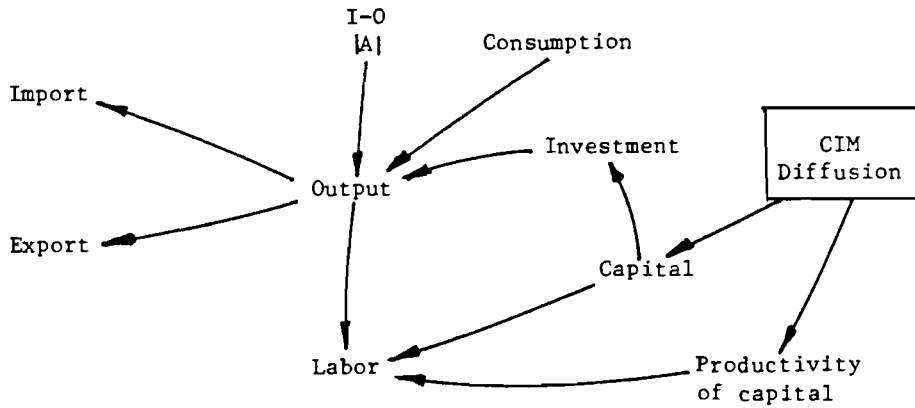 I-O
|A|
Consumption
Import
CIM
Diffusion
Investment
Output
Export
Capital
Labor
Productivity
of capital